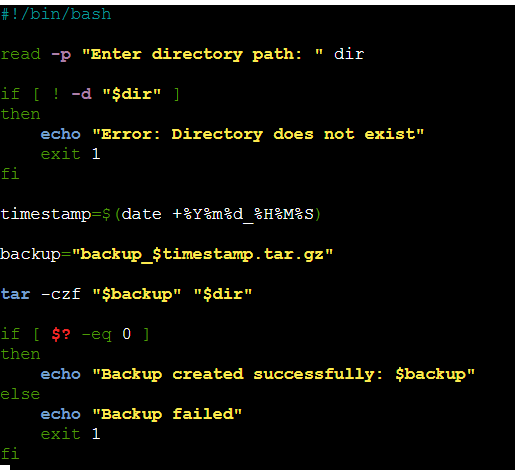 #!/bin/bash
read -p "Enter directory path: " dir
if [ ! -d "$dir" ]
then
    echo "Error: Directory does not exist"
    exit 1
fi
timestamp=$(date +%Y%m%d_%H%M%S)
backup="backup_$timestamp.tar.gz"
tar -czf "$backup" "$dir"
if [ $? -eq 0 ]
then
    echo "Backup created successfully: $backup"
else
    echo "Backup failed"
    exit 1
fi